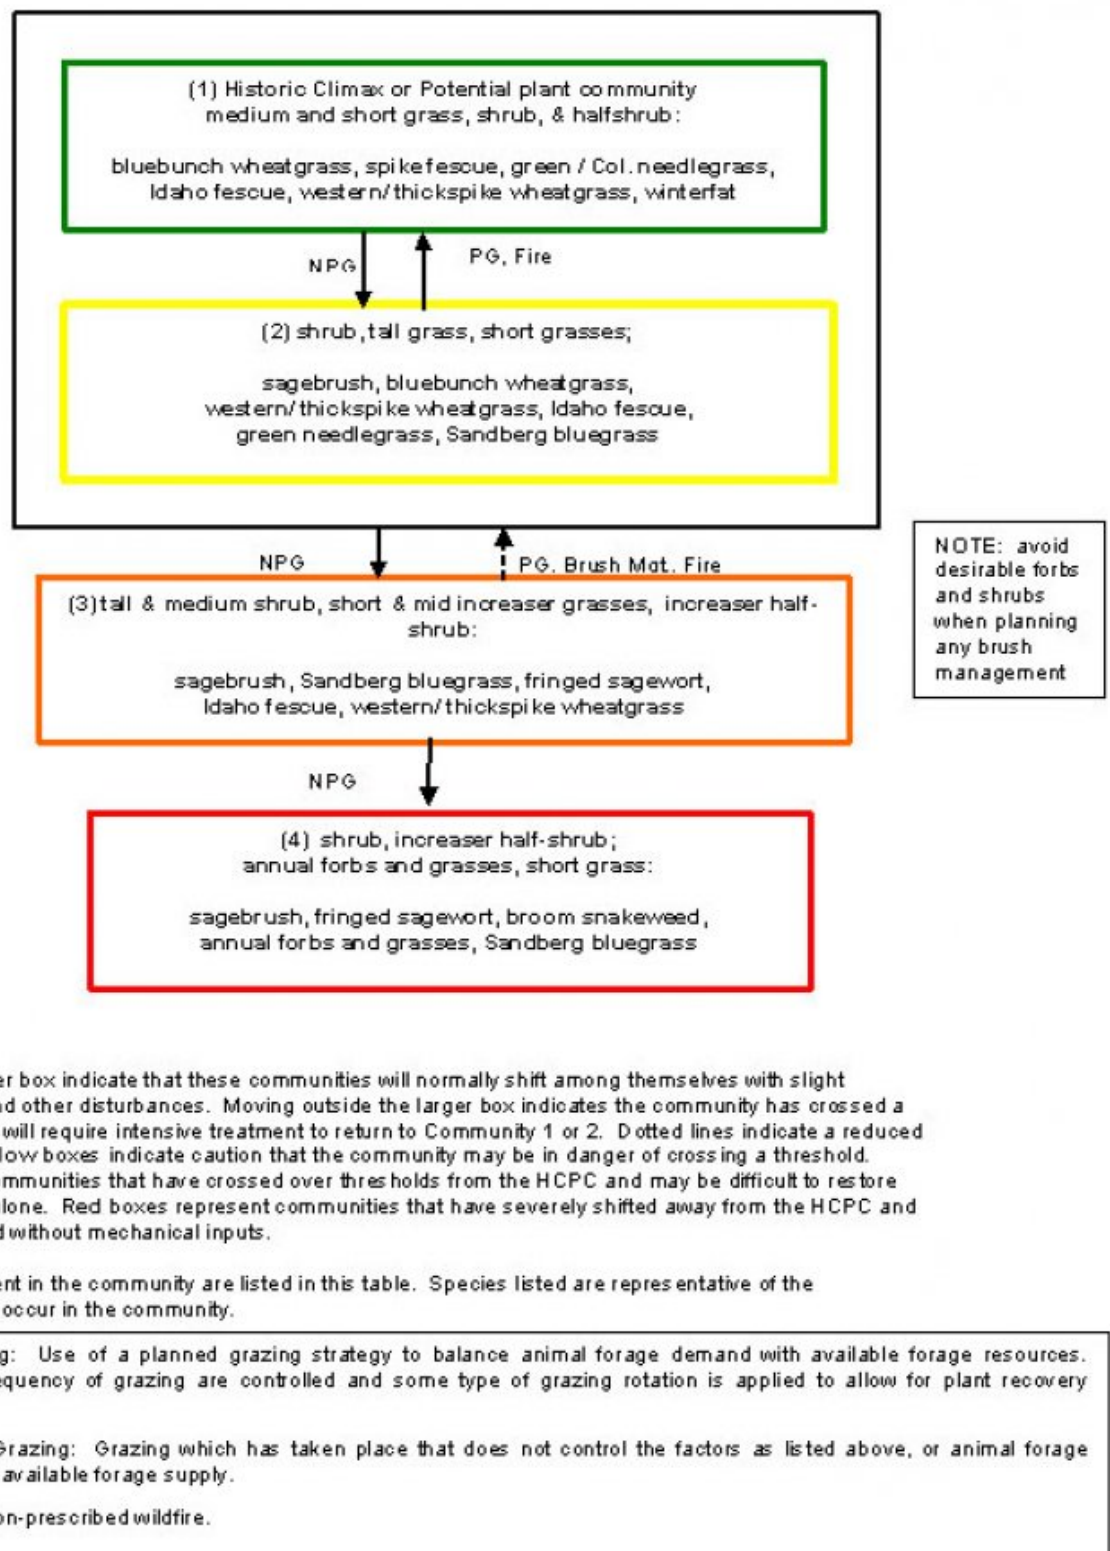 (1) Historic Climax or Potential plant community
medium and short grass, shrub, & halfshrub:
bluebunch wheatgrass, spike fescue, green / Col. needlegrass,
Idaho fescue, western/thickspike wheatgrass, winterfat
NPG
PG, Fire
(2) shrub, tall grass, short grasses;
sagebrush, bluebunch wheatgrass,
western/thickspike wheatgrass, Idaho fescue,
green needlegrass, Sandberg bluegrass
NPG
PG. Brush Mat. Fire
NOTE: avoid
desirable forbs
and shrubs
when planning
any brush
management
(3)tall & medium shrub, short & mid increaser grasses, increaser half-
shrub:
sagebrush, Sandberg bluegrass, fringed sagewort,
Idaho fescue, western/thickspike wheatgrass
NPG
(4) shrub, increaser half-shrub;
annual forbs and grasses, short grass:
sagebrush, fringed sagewort, broom snakeweed,
annual forbs and grasses, Sandberg bluegrass
er box indicate that these communities will normally shift among themselves with slight
nd other disturbances. Moving outside the larger box indicates the community has crossed a
will require intensive treatment to return to Community 1 or 2. Dotted lines indicate a reduced
low boxes indicate caution that the community may be in danger of crossing a threshold.
mmunities that have crossed over thresholds from the HCPC and may be difficult to restore
lone. Red boxes represent communities that have severely shifted away from the HCPC and
d without mechanical inputs.
ent in the community are listed in this table. Species listed are representative of the
occur in the community.
g: Use of a planned grazing strategy to balance animal forage demand with available forage resources.
equency of grazing are controlled and some type of grazing rotation is applied to allow for plant recovery
Grazing: Grazing which has taken place that does not control the factors as listed above, or animal forage
available forage supply.
on-prescribed wildfire.